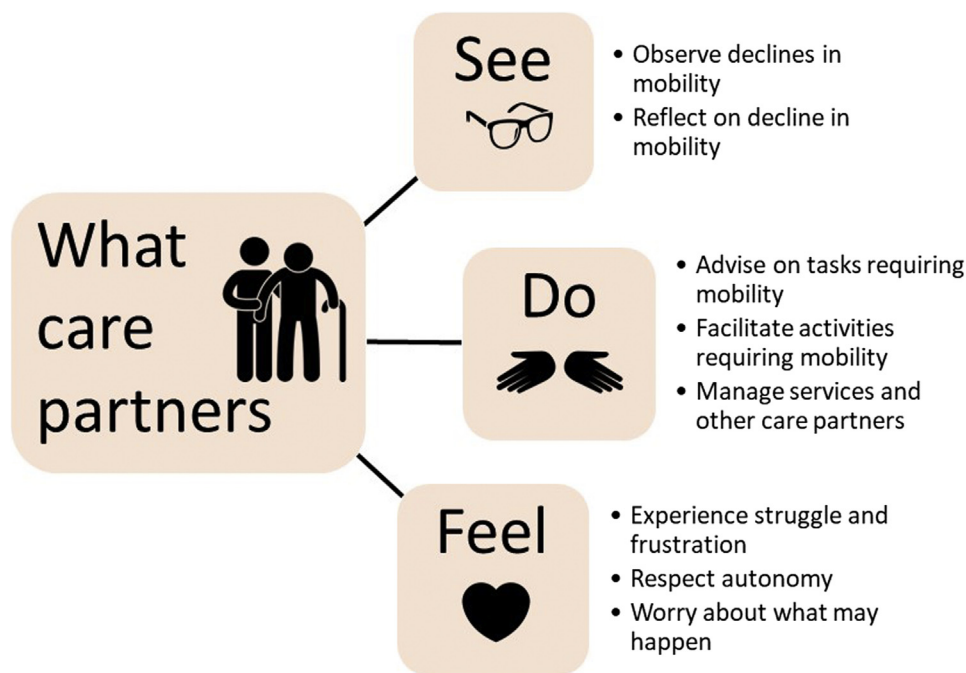 What
care
partners
See
• Observe declines in
mobility
• Reflect on decline in
mobility
Do
• Advise on tasks requiring
mobility
• Facilitate activities
requiring mobility
• Manage services and
other care partners
Feel
• Experience struggle and
frustration
• Respect autonomy
• Worry about what may
happen